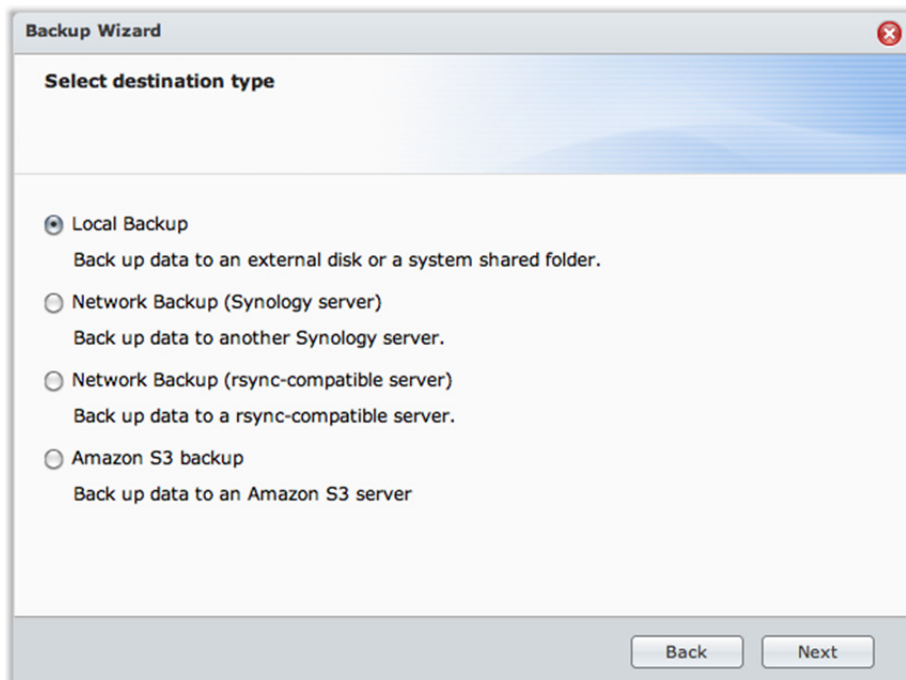 Backup Wizard
Select destination type
Local Backup
Back up data to an external disk or a system shared folder.
Network Backup (Synology server)
Back up data to another Synology server.
Network Backup (rsync-compatible server)
Back up data to a rsync-compatible server.
Amazon S3 backup
Back up data to an Amazon S3 server
Back Next